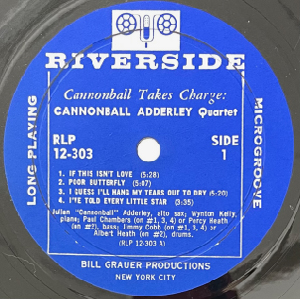 RIVERSIDE
Cannonball Takes Charge:
CANNONBALL ADDERLEY Quartet
LONG PLAYING
MICROGROOVE
RLP
12-303
SIDE
1
1. IF THIS ISN'T LOVE (5:28)
2. POOR BUTTERFLY (5:07)
3. I GUESS I'LL HANG MY TEARS OUT TO DRY (5:20)
4. I'VE TOLD EVERY LITTLE STAR (3:35)
Julian "Cannonball" Adderley, alto sax; Wynton Kelly,
piano; Paul Chambers (on #1, 3, 4) or Percy Heath
(on #2), bass; Jimmy Cobb (on #1, 3, 4) or
Albert Heath (on #2), drums.
(RLP 12-303 A)
BILL GRAUER PRODUCTIONS
NEW YORK CITY